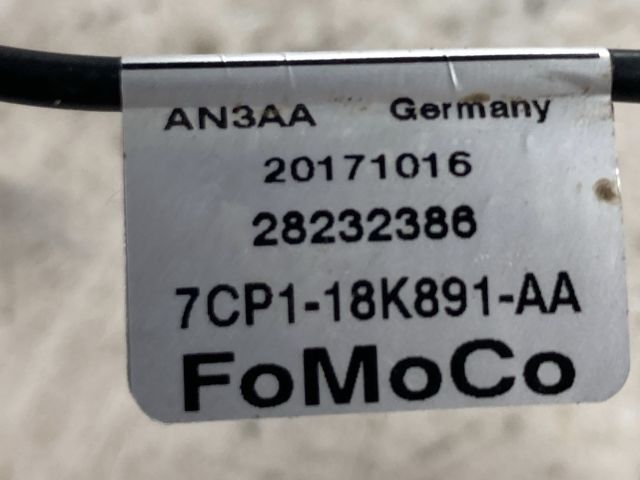 AN3AA Germany
20171016
28232386
7CP1-18K891-AA
FoMoCo